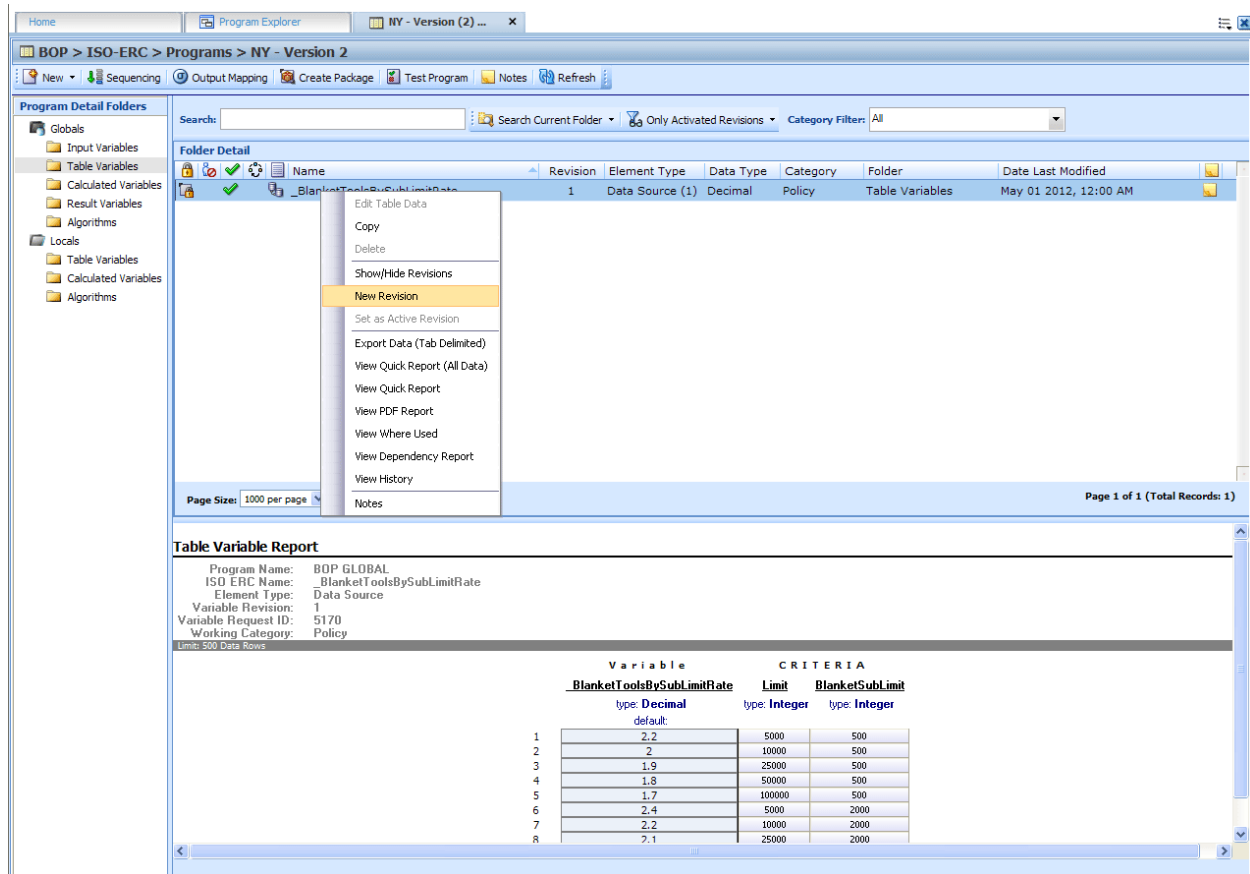 Home
Program Explorer
NY - Version (2) ... x
BOP > ISO-ERC > Programs > NY - Version 2
New Sequencing Output Mapping Create Package Test Program Notes Refresh
Program Detail Folders
Globals
Input Variables
Table Variables
Calculated Variables
Result Variables
Algorithms
Locals
Table Variables
Calculated Variables
Algorithms
Search: Search Current Folder Only Activated Revisions Category Filter: All
Folder Detail
Name Revision Element Type Data Type Category Folder Date Last Modified
_BlanketToolsBySubLimitRate 1 Data Source (1) Decimal Policy Table Variables May 01 2012, 12:00 AM
Edit Table Data
Copy
Delete
Show/Hide Revisions
New Revision
Set as Active Revision
Export Data (Tab Delimited)
View Quick Report (All Data)
View Quick Report
View PDF Report
View Where Used
View Dependency Report
View History
Notes
Page Size: 1000 per page
Page 1 of 1 (Total Records: 1)
Table Variable Report
Program Name: BOP GLOBAL
ISO ERC Name: _BlanketToolsBySubLimitRate
Element Type: Data Source
Variable Revision: 1
Variable Request ID: 5170
Working Category: Policy
Limit: 500 Data Rows
Variable CRITERIA
_BlanketToolsBySubLimitRate Limit BlanketSubLimit
type: Decimal type: Integer type: Integer
default:
1 2.2 5000 500
2 2 10000 500
3 1.9 25000 500
4 1.8 50000 500
5 1.7 100000 500
6 2.4 5000 2000
7 2.2 10000 2000
8 2.1 25000 2000